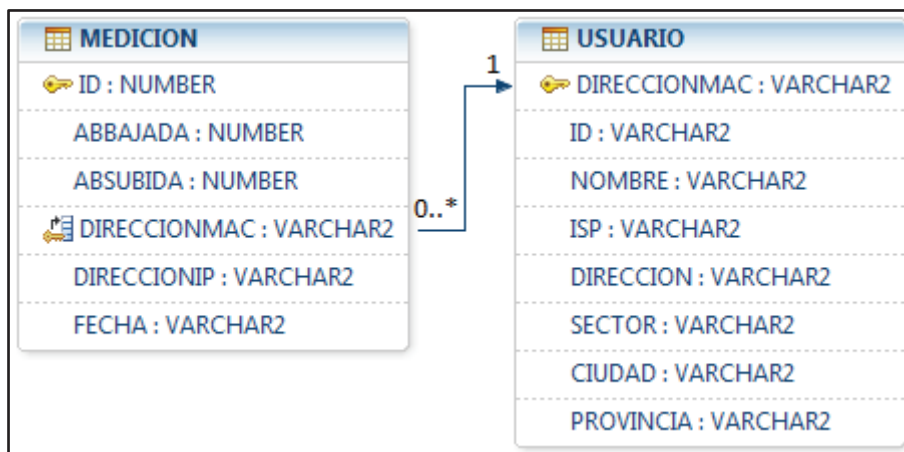 MEDICION
ID : NUMBER
ABBAJADA : NUMBER
ABSUBIDA : NUMBER
DIRECCIONMAC : VARCHAR2
DIRECCIONIP : VARCHAR2
FECHA : VARCHAR2
0..*
1
USUARIO
DIRECCIONMAC : VARCHAR2
ID : VARCHAR2
NOMBRE : VARCHAR2
ISP : VARCHAR2
DIRECCION : VARCHAR2
SECTOR : VARCHAR2
CIUDAD : VARCHAR2
PROVINCIA : VARCHAR2